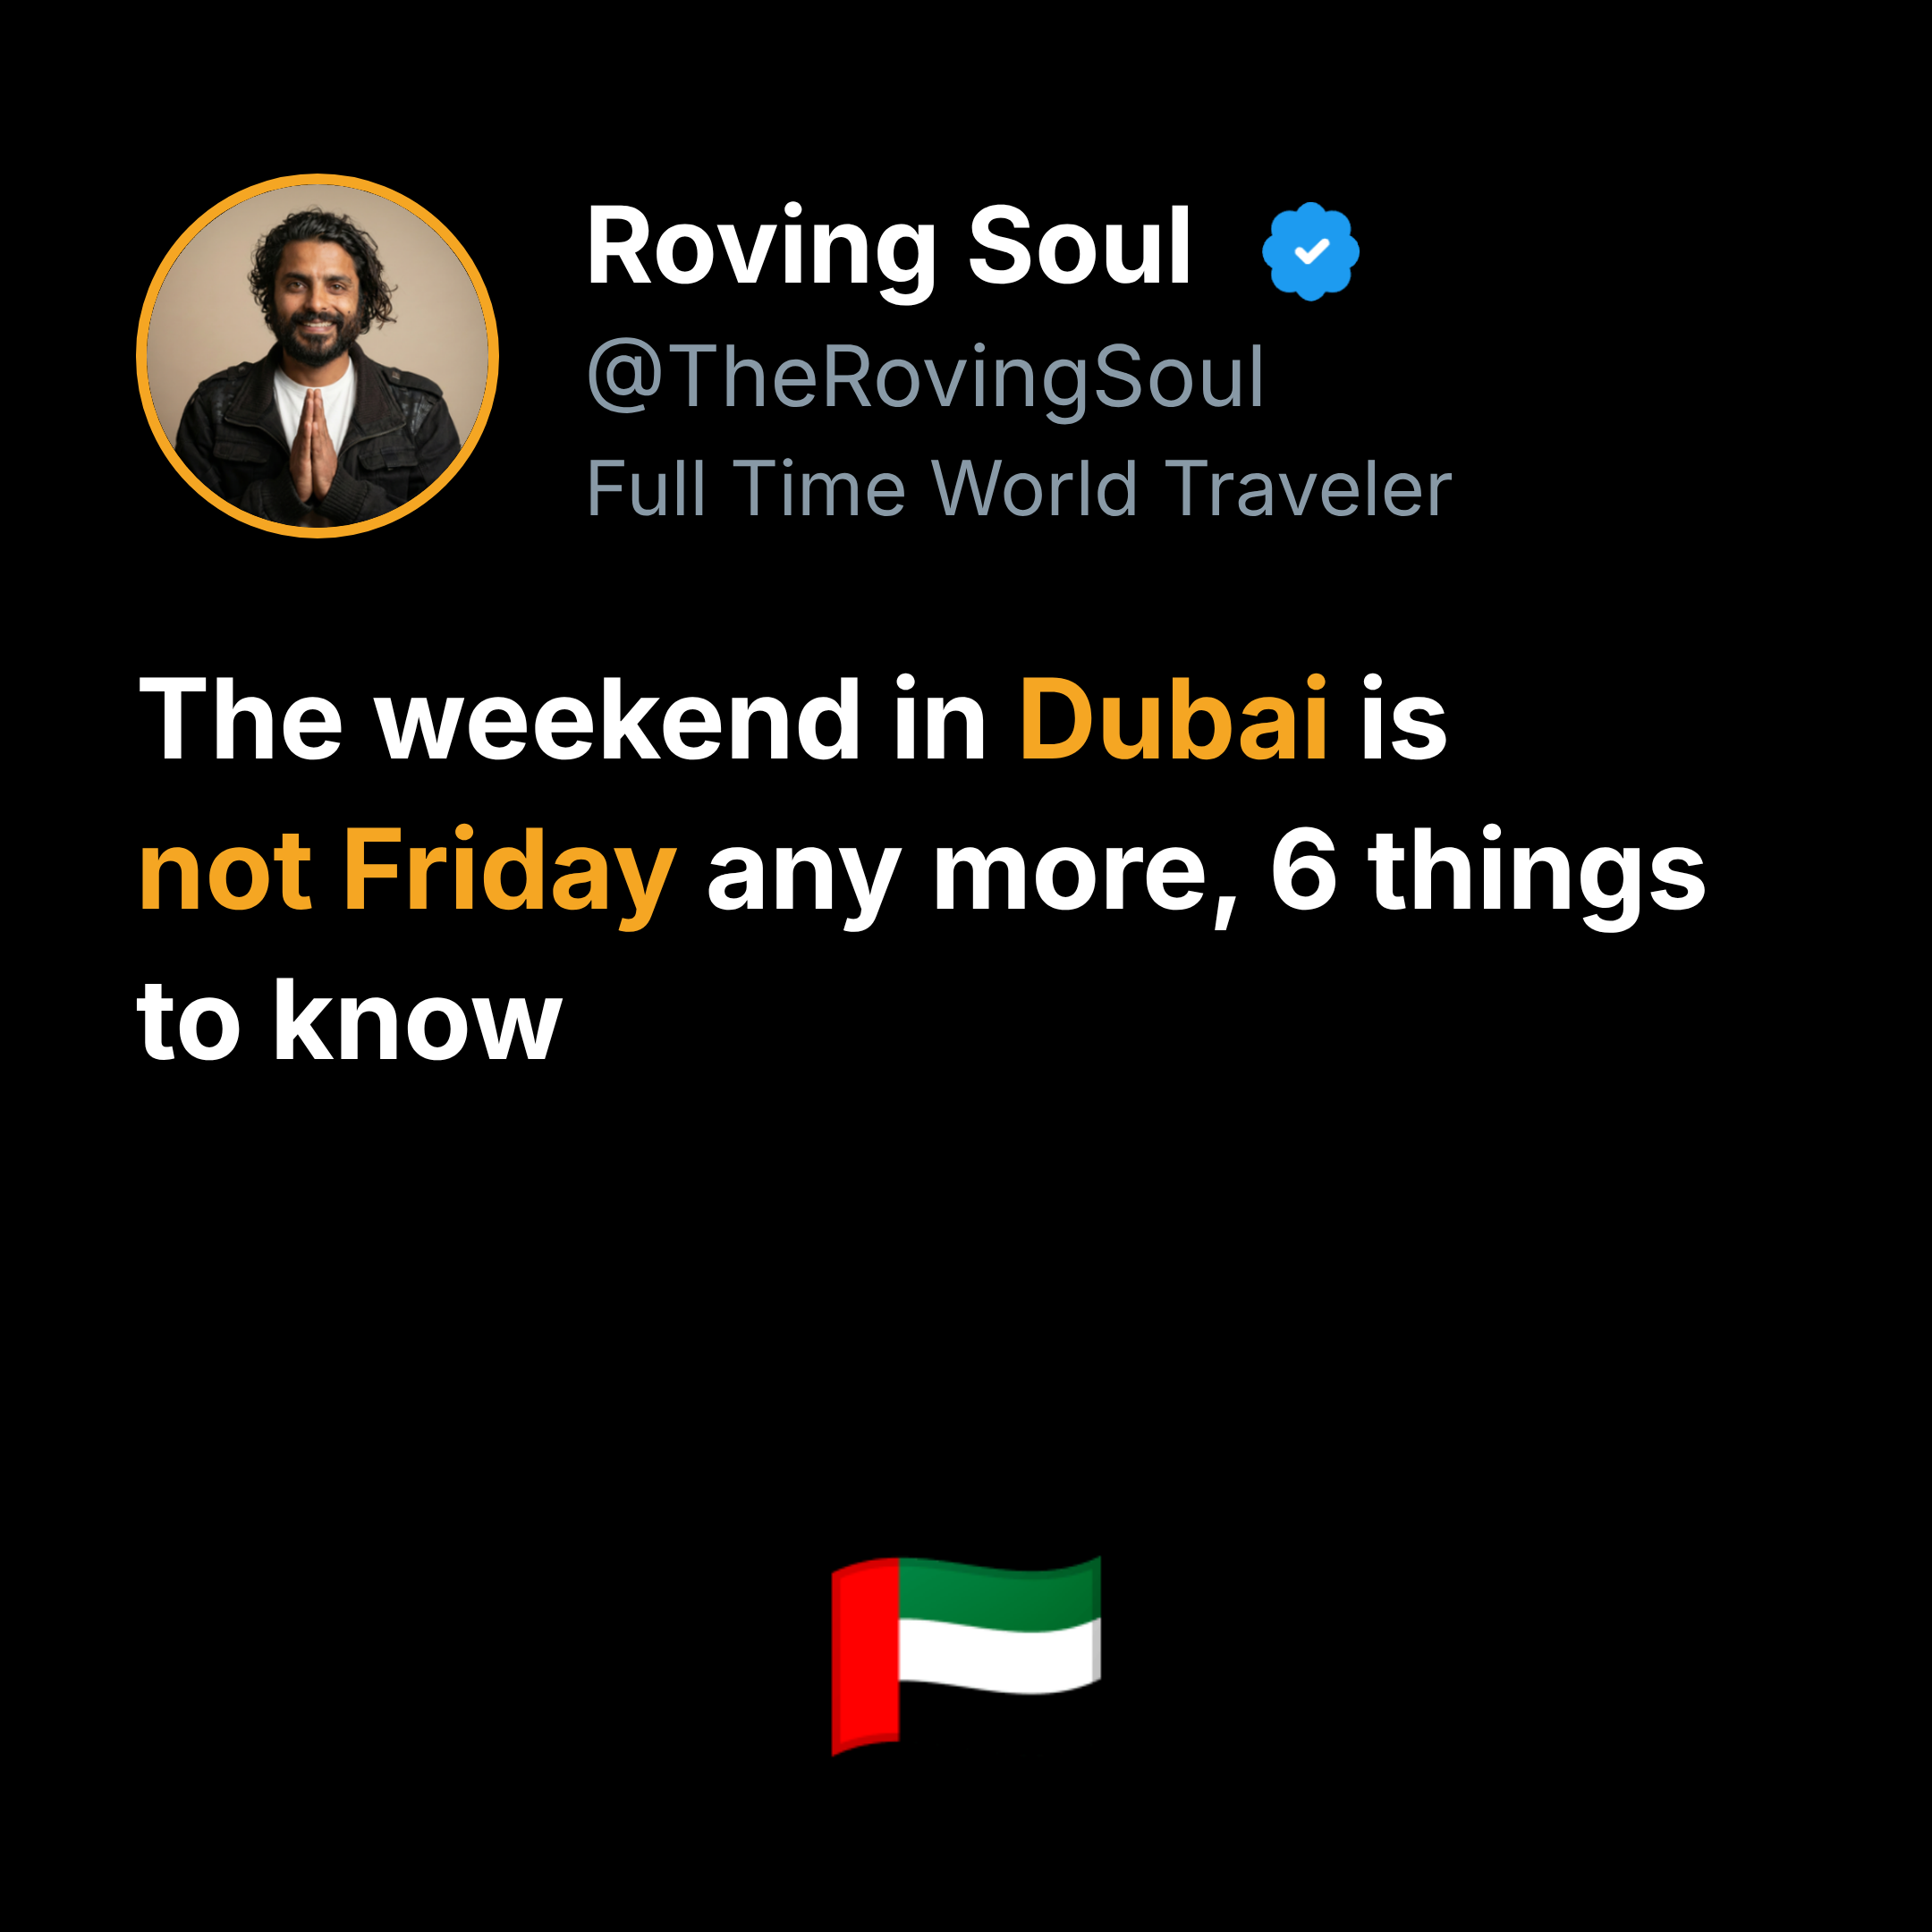 Roving Soul
@TheRovingSoul
Full Time World Traveler
The weekend in Dubai is
not Friday any more, 6 things
to know